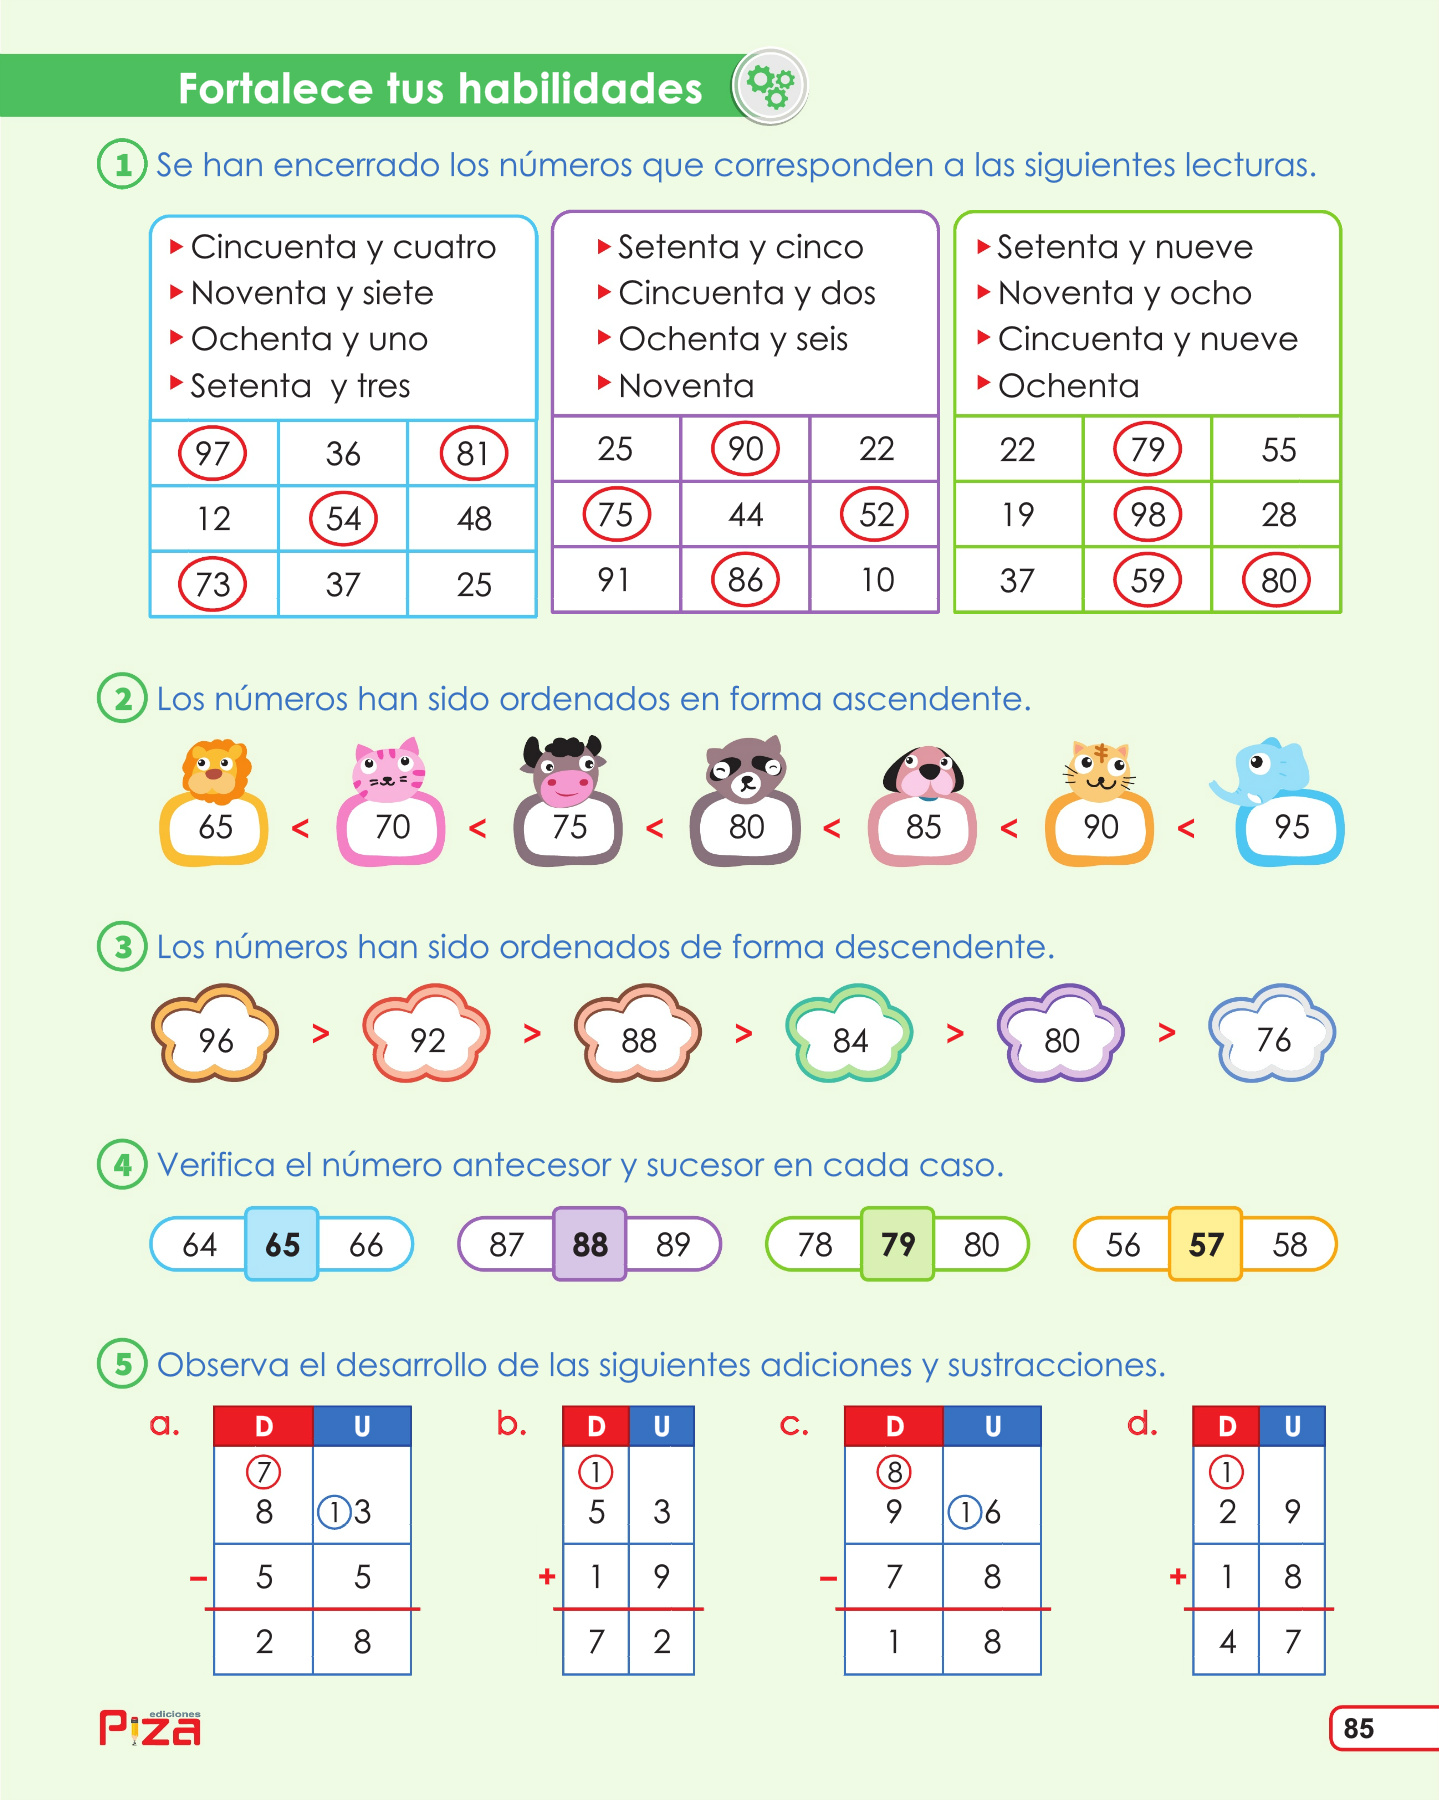 Fortalece tus habilidades
1 Se han encerrado los números que corresponden a las siguientes lecturas.
Cincuenta y cuatro
Noventa y siete
Ochenta y uno
Setenta y tres
97 36 81
12 54 48
73 37 25
Setenta y cinco
Cincuenta y dos
Ochenta y seis
Noventa
25 90 22
75 44 52
91 86 10
Setenta y nueve
Noventa y ocho
Cincuenta y nueve
Ochenta
22 79 55
19 98 28
37 59 80
2 Los números han sido ordenados en forma ascendente.
65 < 70 < 75 < 80 < 85 < 90 < 95
3 Los números han sido ordenados de forma descendente.
96 > 92 > 88 > 84 > 80 > 76
4 Verifica el número antecesor y sucesor en cada caso.
64 65 66 87 88 89 78 79 80 56 57 58
5 Observa el desarrollo de las siguientes adiciones y sustracciones.
a. D U
7
8 13
– 5 5
2 8
b. D U
1
5 3
+ 1 9
7 2
c. D U
8
9 16
– 7 8
1 8
d. D U
1
2 9
+ 1 8
4 7
ediciones
Piza
85